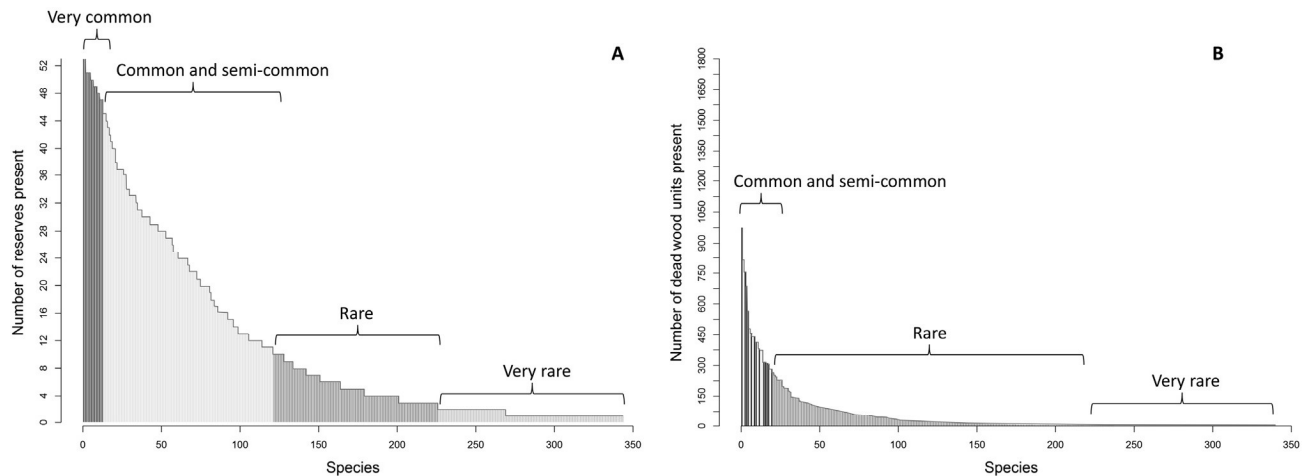 Very common
A
Common and semi-common
Number of reserves present
52
48
44
40
36
32
28
24
20
16
12
8
4
0
Rare
Very rare
0 50 100 150 200 250 300 350
Species
B
Number of dead wood units present
1800
1650
1500
1350
1200
1050
900
750
600
450
300
150
0
Common and semi-common
Rare
Very rare
0 50 100 150 200 250 300 350
Species